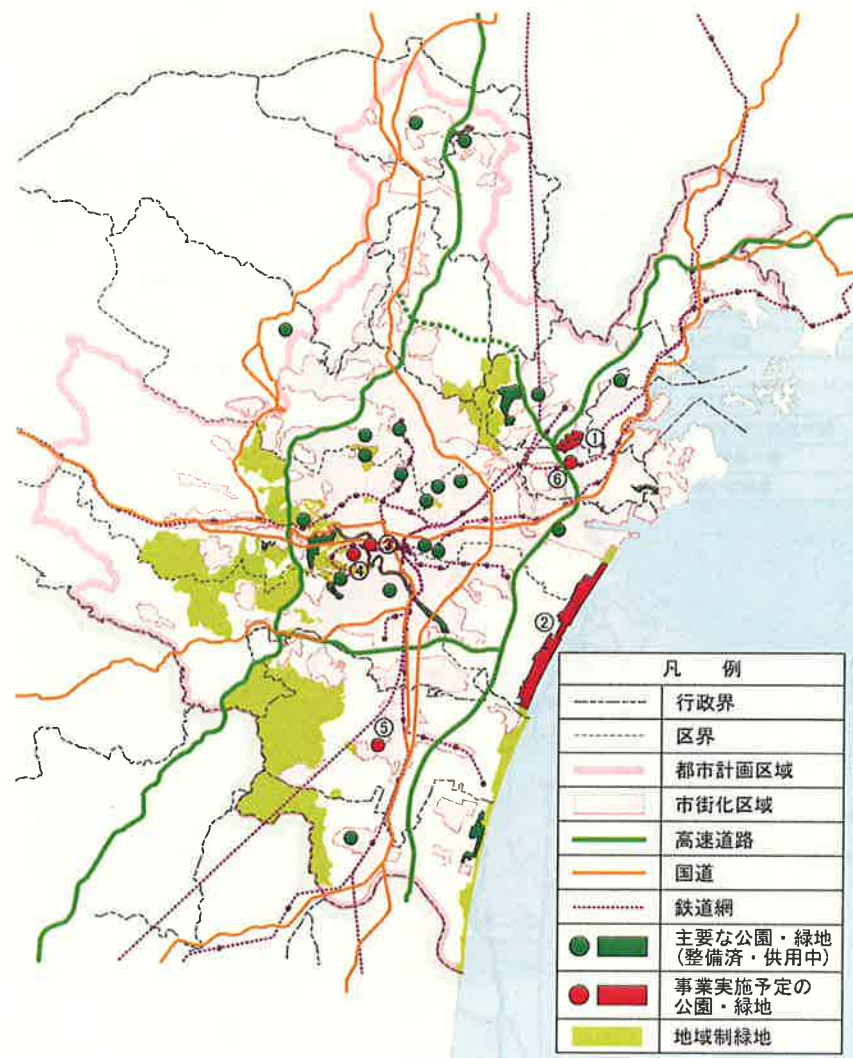 ①
⑥
③
④
②
⑤
凡 例
行政界
区界
都市計画区域
市街化区域
高速道路
国道
鉄道網
主要な公園・緑地
(整備済・供用中)
事業実施予定の
公園・緑地
地域制緑地